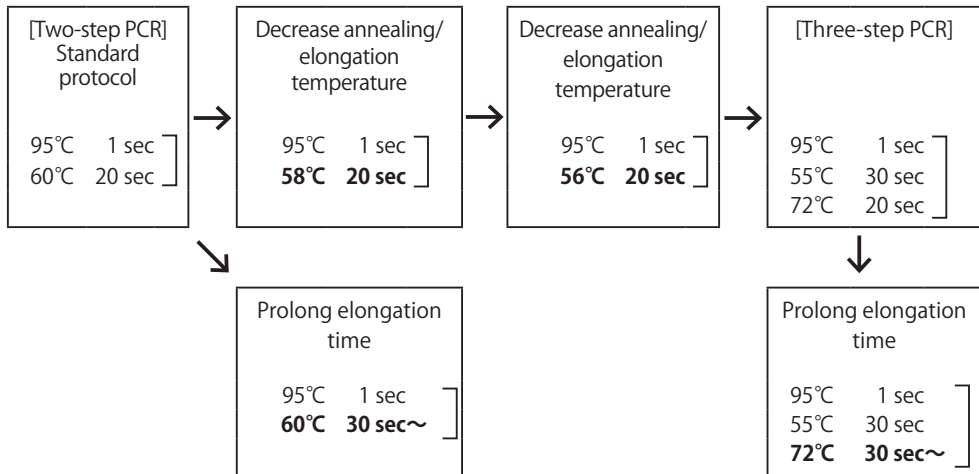 [Two-step PCR]
Standard
protocol
95℃ 1 sec
60℃ 20 sec
Decrease annealing/
elongation
temperature
95℃ 1 sec
58℃ 20 sec
Decrease annealing/
elongation
temperature
95℃ 1 sec
56℃ 20 sec
[Three-step PCR]
95℃ 1 sec
55℃ 30 sec
72℃ 20 sec
Prolong elongation
time
95℃ 1 sec
60℃ 30 sec～
Prolong elongation
time
95℃ 1 sec
55℃ 30 sec
72℃ 30 sec～